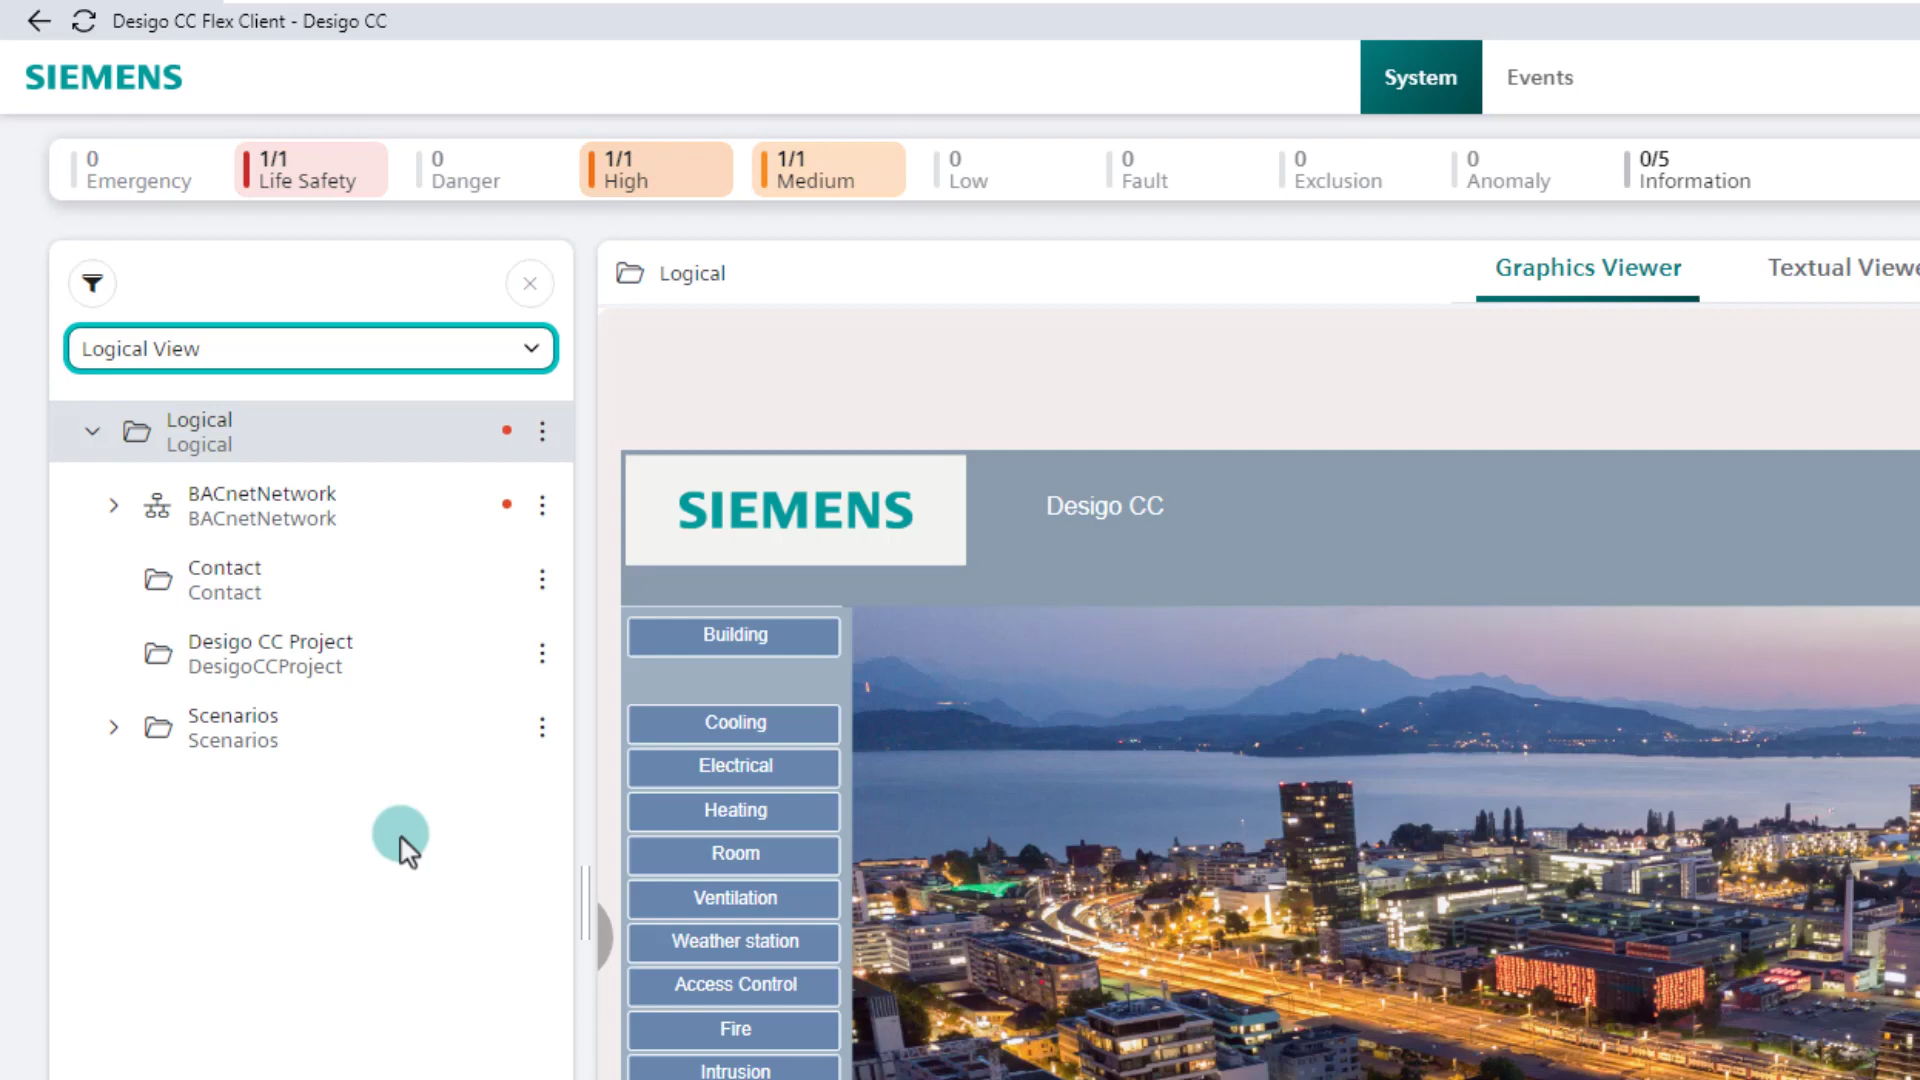 Desigo CC Flex Client - Desigo CC
SIEMENS
System
Events
0
Emergency
1/1
Life Safety
0
Danger
1/1
High
1/1
Medium
0
Low
0
Fault
0
Exclusion
0
Anomaly
0/5
Information
Logical View
Logical
Logical
BACnetNetwork
BACnetNetwork
Contact
Contact
Desigo CC Project
DesigoCCProject
Scenarios
Scenarios
Logical
Graphics Viewer
Textual Viewe
SIEMENS
Desigo CC
Building
Cooling
Electrical
Heating
Room
Ventilation
Weather station
Access Control
Fire
Intrusion